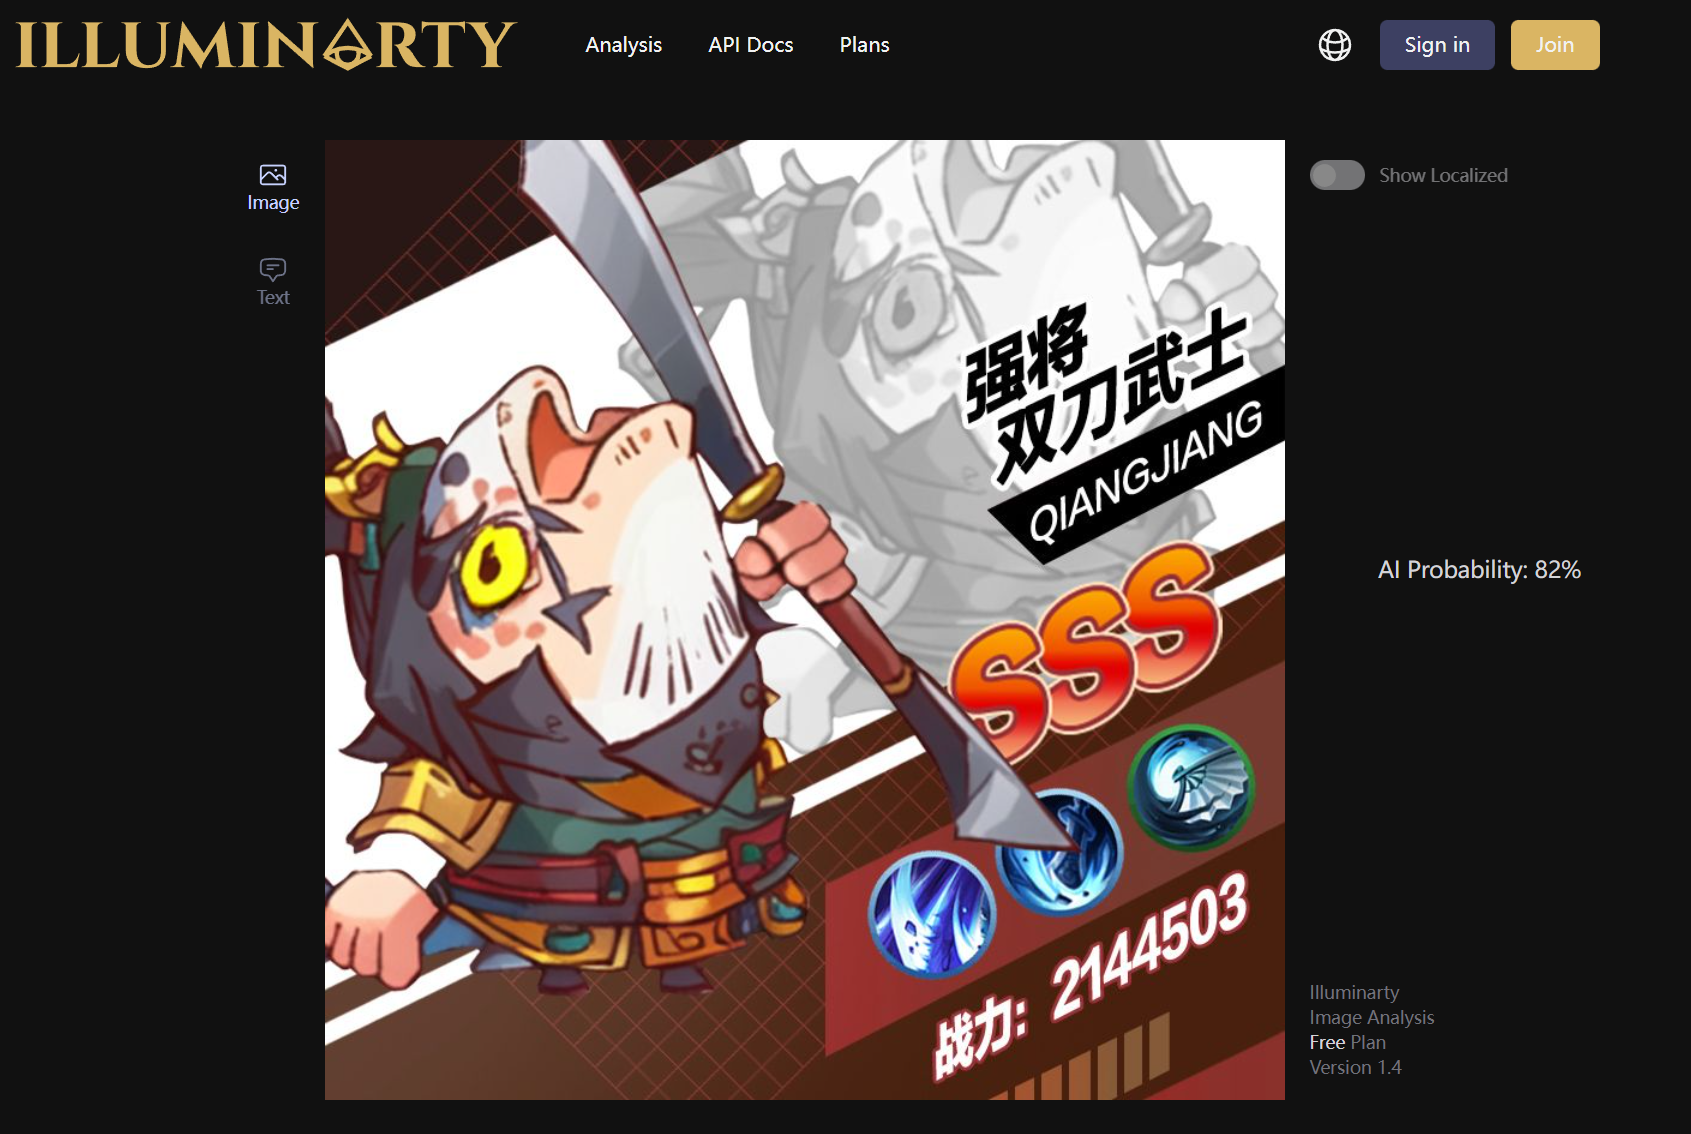 ILLUMINARTY
Analysis
API Docs
Plans
Sign in
Join
Image
Text
Show Localized
强将
双刀武士
QIANGJIANG
SSS
战力: 2144503
AI Probability: 82%
Illuminarty
Image Analysis
Free Plan
Version 1.4